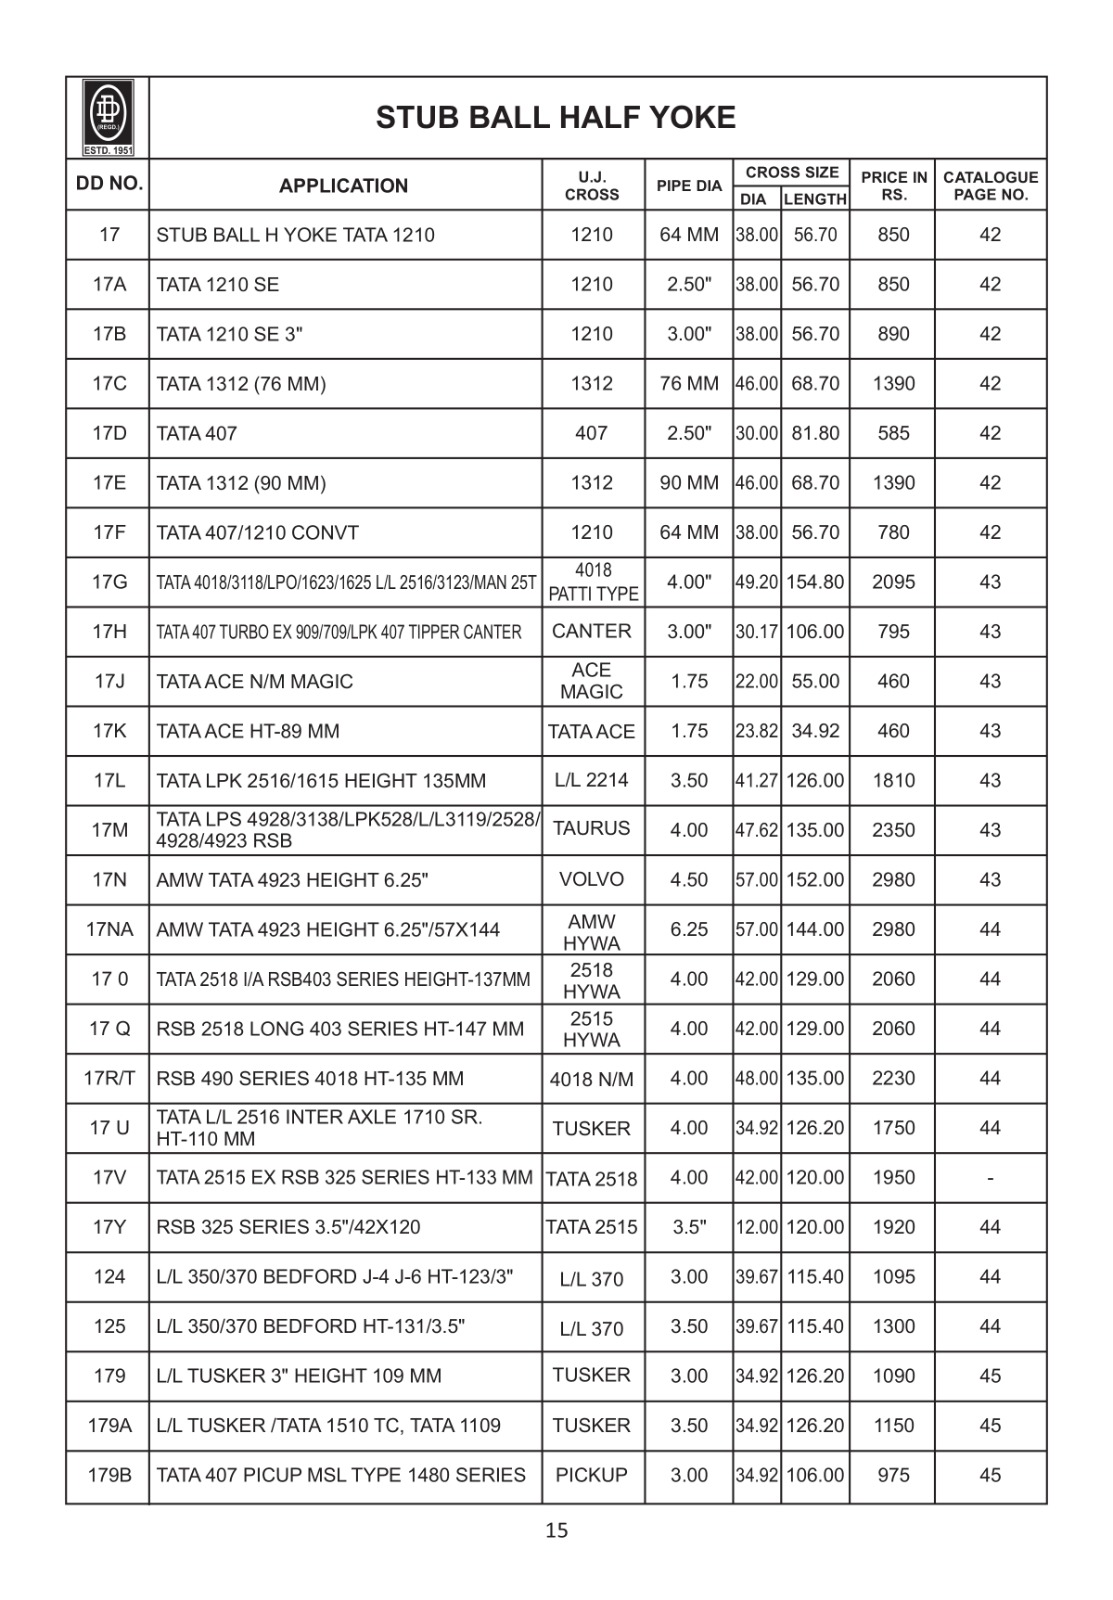 DD
(REGD.)
ESTD. 1951
STUB BALL HALF YOKE
DD NO. APPLICATION U.J. CROSS PIPE DIA CROSS SIZE DIA LENGTH PRICE IN RS. CATALOGUE PAGE NO.
17 STUB BALL H YOKE TATA 1210 1210 64 MM 38.00 56.70 850 42
17A TATA 1210 SE 1210 2.50" 38.00 56.70 850 42
17B TATA 1210 SE 3" 1210 3.00" 38.00 56.70 890 42
17C TATA 1312 (76 MM) 1312 76 MM 46.00 68.70 1390 42
17D TATA 407 407 2.50" 30.00 81.80 585 42
17E TATA 1312 (90 MM) 1312 90 MM 46.00 68.70 1390 42
17F TATA 407/1210 CONVT 1210 64 MM 38.00 56.70 780 42
17G TATA 4018/3118/LPO/1623/1625 L/L 2516/3123/MAN 25T 4018 PATTI TYPE 4.00" 49.20 154.80 2095 43
17H TATA 407 TURBO EX 909/709/LPK 407 TIPPER CANTER CANTER 3.00" 30.17 106.00 795 43
17J TATA ACE N/M MAGIC ACE MAGIC 1.75 22.00 55.00 460 43
17K TATA ACE HT-89 MM TATA ACE 1.75 23.82 34.92 460 43
17L TATA LPK 2516/1615 HEIGHT 135MM L/L 2214 3.50 41.27 126.00 1810 43
17M TATA LPS 4928/3138/LPK528/L/L3119/2528/ 4928/4923 RSB TAURUS 4.00 47.62 135.00 2350 43
17N AMW TATA 4923 HEIGHT 6.25" VOLVO 4.50 57.00 152.00 2980 43
17NA AMW TATA 4923 HEIGHT 6.25"/57X144 AMW HYWA 6.25 57.00 144.00 2980 44
17 0 TATA 2518 I/A RSB403 SERIES HEIGHT-137MM 2518 HYWA 4.00 42.00 129.00 2060 44
17 Q RSB 2518 LONG 403 SERIES HT-147 MM 2515 HYWA 4.00 42.00 129.00 2060 44
17R/T RSB 490 SERIES 4018 HT-135 MM 4018 N/M 4.00 48.00 135.00 2230 44
17 U TATA L/L 2516 INTER AXLE 1710 SR. HT-110 MM TUSKER 4.00 34.92 126.20 1750 44
17V TATA 2515 EX RSB 325 SERIES HT-133 MM TATA 2518 4.00 42.00 120.00 1950 -
17Y RSB 325 SERIES 3.5"/42X120 TATA 2515 3.5" 12.00 120.00 1920 44
124 L/L 350/370 BEDFORD J-4 J-6 HT-123/3" L/L 370 3.00 39.67 115.40 1095 44
125 L/L 350/370 BEDFORD HT-131/3.5" L/L 370 3.50 39.67 115.40 1300 44
179 L/L TUSKER 3" HEIGHT 109 MM TUSKER 3.00 34.92 126.20 1090 45
179A L/L TUSKER /TATA 1510 TC, TATA 1109 TUSKER 3.50 34.92 126.20 1150 45
179B TATA 407 PICUP MSL TYPE 1480 SERIES PICKUP 3.00 34.92 106.00 975 45
15